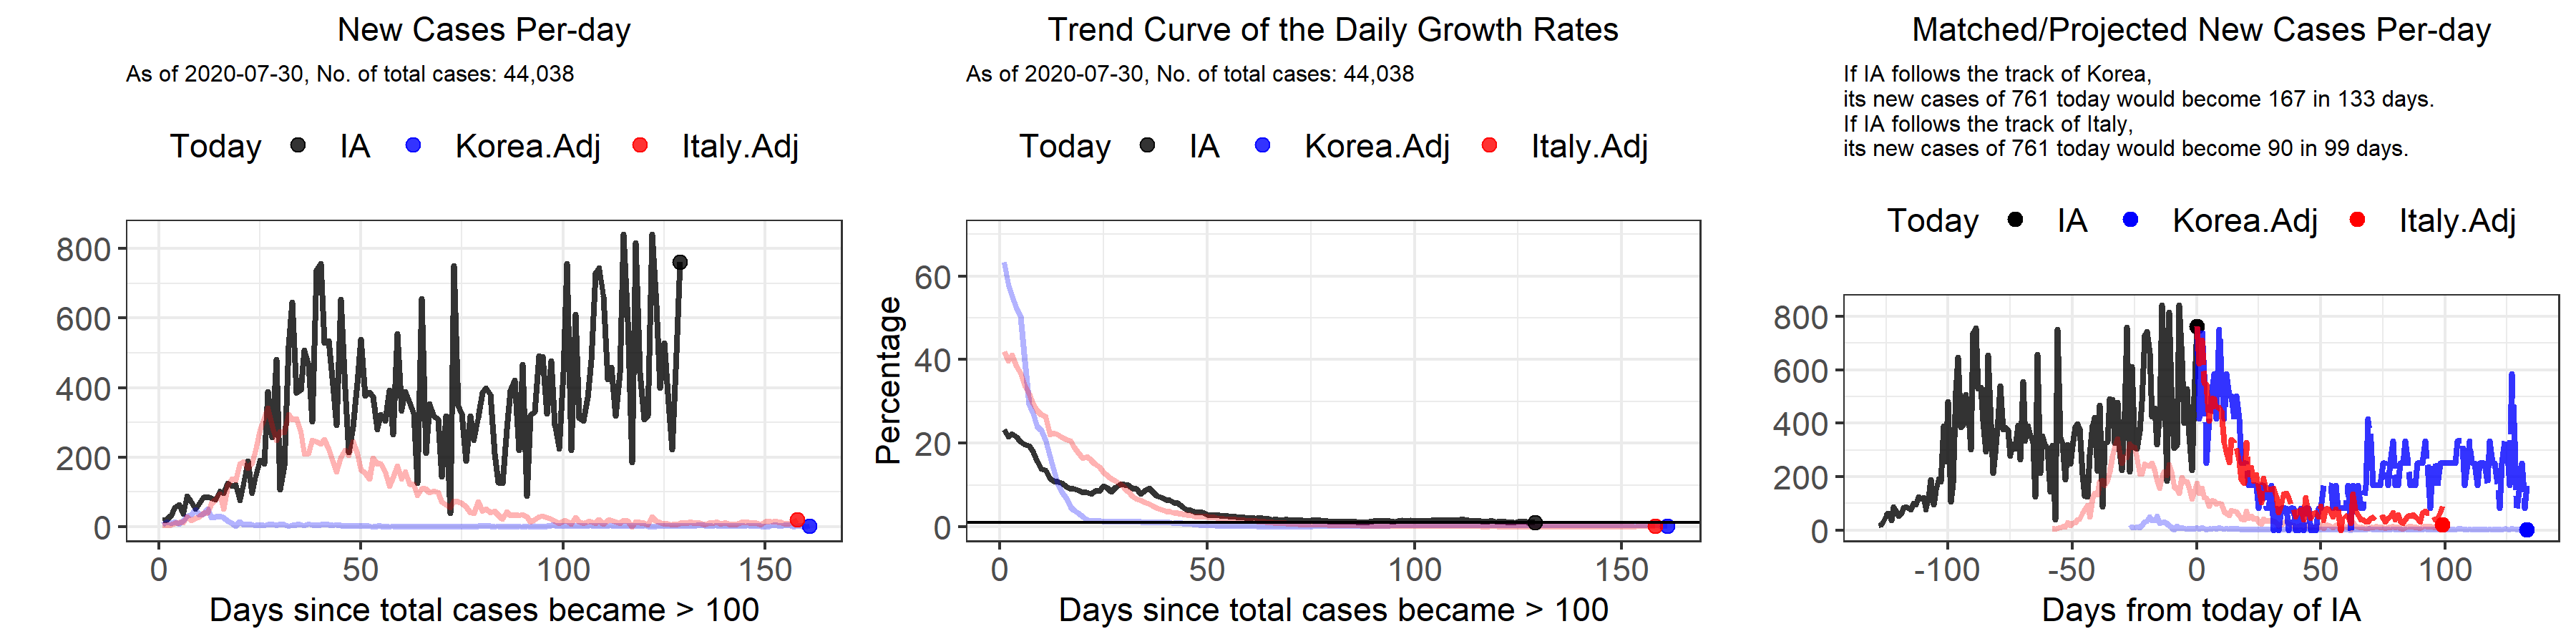 New Cases Per-day
As of 2020-07-30, No. of total cases: 44,038
Today IA Korea.Adj Italy.Adj
800
600
400
200
0
0 50 100 150
Days since total cases became > 100
Trend Curve of the Daily Growth Rates
As of 2020-07-30, No. of total cases: 44,038
Today IA Korea.Adj Italy.Adj
Percentage
60
40
20
0
0 50 100 150
Days since total cases became > 100
Matched/Projected New Cases Per-day
If IA follows the track of Korea,
its new cases of 761 today would become 167 in 133 days.
If IA follows the track of Italy,
its new cases of 761 today would become 90 in 99 days.
Today IA Korea.Adj Italy.Adj
800
600
400
200
0
-100 -50 0 50 100
Days from today of IA